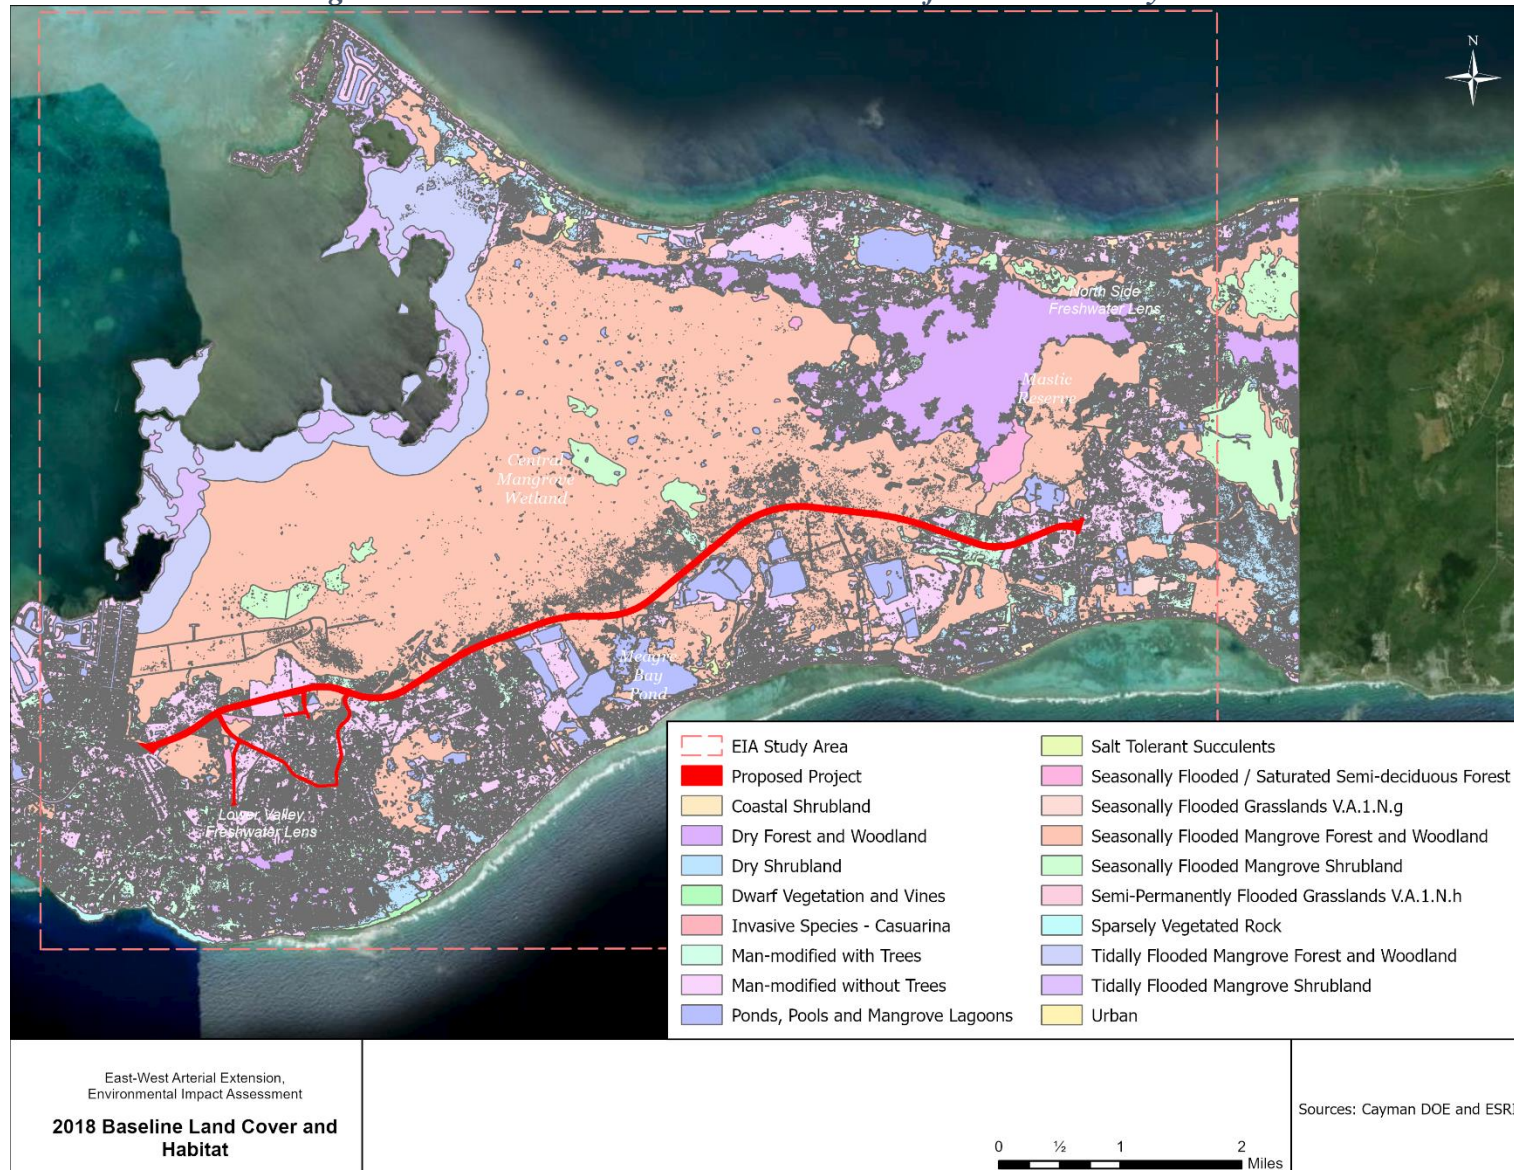 N
North Side
Freshwater Lens
Mastic
Reserve
Central
Mangrove
Wetland
Meagre
Bay
Pond
Lower Valley
Freshwater Lens
EIA Study Area
Proposed Project
Coastal Shrubland
Dry Forest and Woodland
Dry Shrubland
Dwarf Vegetation and Vines
Invasive Species - Casuarina
Man-modified with Trees
Man-modified without Trees
Ponds, Pools and Mangrove Lagoons
Salt Tolerant Succulents
Seasonally Flooded / Saturated Semi-deciduous Forest
Seasonally Flooded Grasslands V.A.1.N.g
Seasonally Flooded Mangrove Forest and Woodland
Seasonally Flooded Mangrove Shrubland
Semi-Permanently Flooded Grasslands V.A.1.N.h
Sparsely Vegetated Rock
Tidally Flooded Mangrove Forest and Woodland
Tidally Flooded Mangrove Shrubland
Urban
East-West Arterial Extension,
Environmental Impact Assessment
2018 Baseline Land Cover and
Habitat
0 ½ 1 2
Miles
Sources: Cayman DOE and ESRI